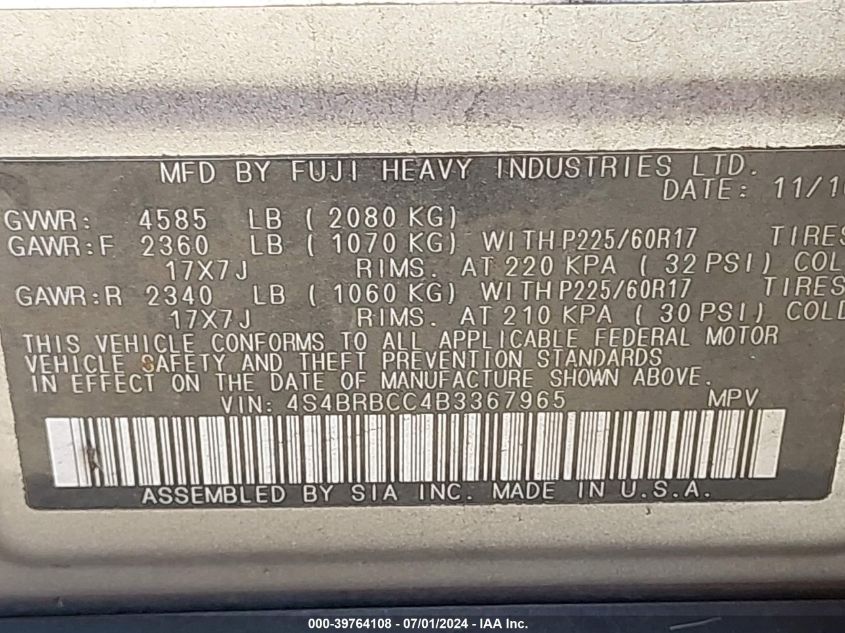 MFD BY FUJI HEAVY INDUSTRIES LTD.
DATE: 11/10
GVWR: 4585 LB ( 2080 KG)
GAWR:F 2360 LB ( 1070 KG) WITH P225/60R17 TIRES
17X7J RIMS. AT 220 KPA ( 32 PSI) COL
GAWR:R 2340 LB ( 1060 KG) WITH P225/60R17 TIRES
17X7J RIMS. AT 210 KPA ( 30 PSI) COLD
THIS VEHICLE CONFORMS TO ALL APPLICABLE FEDERAL MOTOR
VEHICLE SAFETY AND THEFT PREVENTION STANDARDS
IN EFFECT ON THE DATE OF MANUFACTURE SHOWN ABOVE.
VIN: 4S4BRBCC4B3367965 MPV
ASSEMBLED BY SIA INC. MADE IN U.S.A.
000-39764108 - 07/01/2024 - IAA Inc.